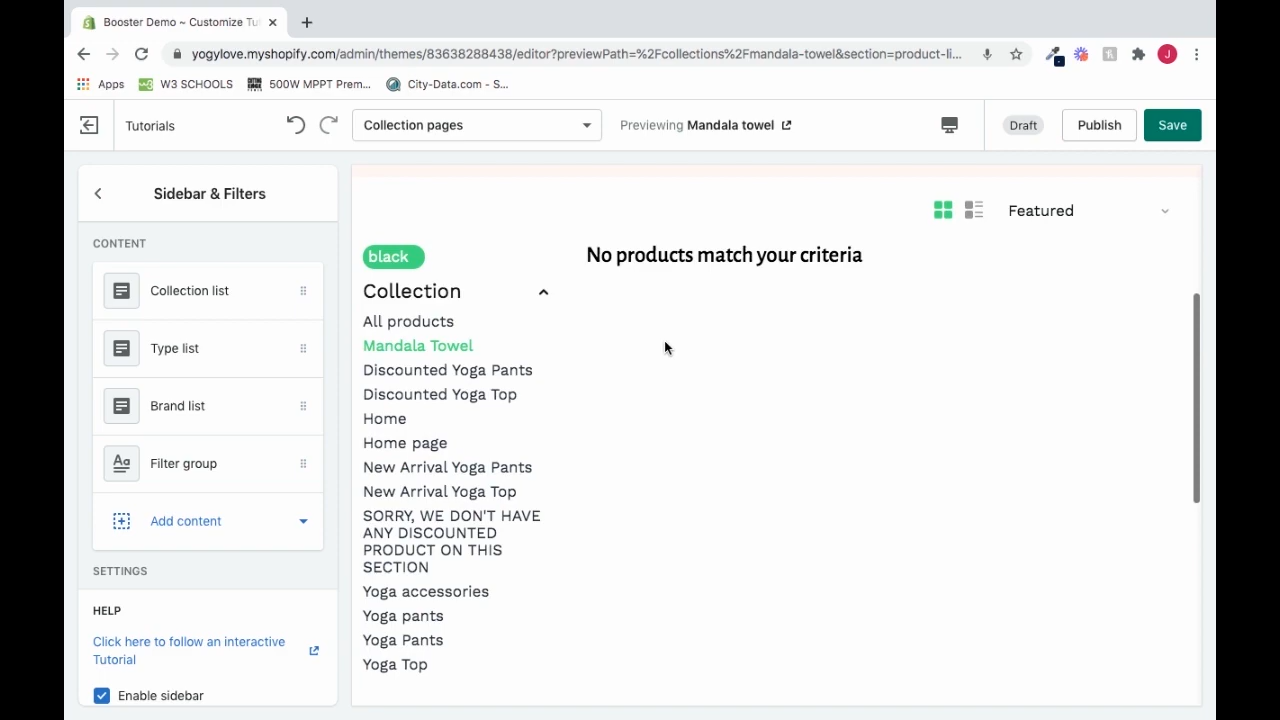 Booster Demo ~ Customize Tu
yogylove.myshopify.com/admin/themes/83638288438/editor?previewPath=%2Fcollections%2Fmandala-towel&section=product-li...
J
Apps
W3 SCHOOLS
500W MPPT Prem...
City-Data.com - S...
Tutorials
Collection pages
Previewing Mandala towel
Draft
Publish
Save
Sidebar & Filters
CONTENT
Collection list
Type list
Brand list
Aa
Filter group
Add content
SETTINGS
HELP
Click here to follow an interactive
Tutorial
Enable sidebar
Featured
black
No products match your criteria
Collection
All products
Mandala Towel
Discounted Yoga Pants
Discounted Yoga Top
Home
Home page
New Arrival Yoga Pants
New Arrival Yoga Top
SORRY, WE DON'T HAVE
ANY DISCOUNTED
PRODUCT ON THIS
SECTION
Yoga accessories
Yoga pants
Yoga Pants
Yoga Top